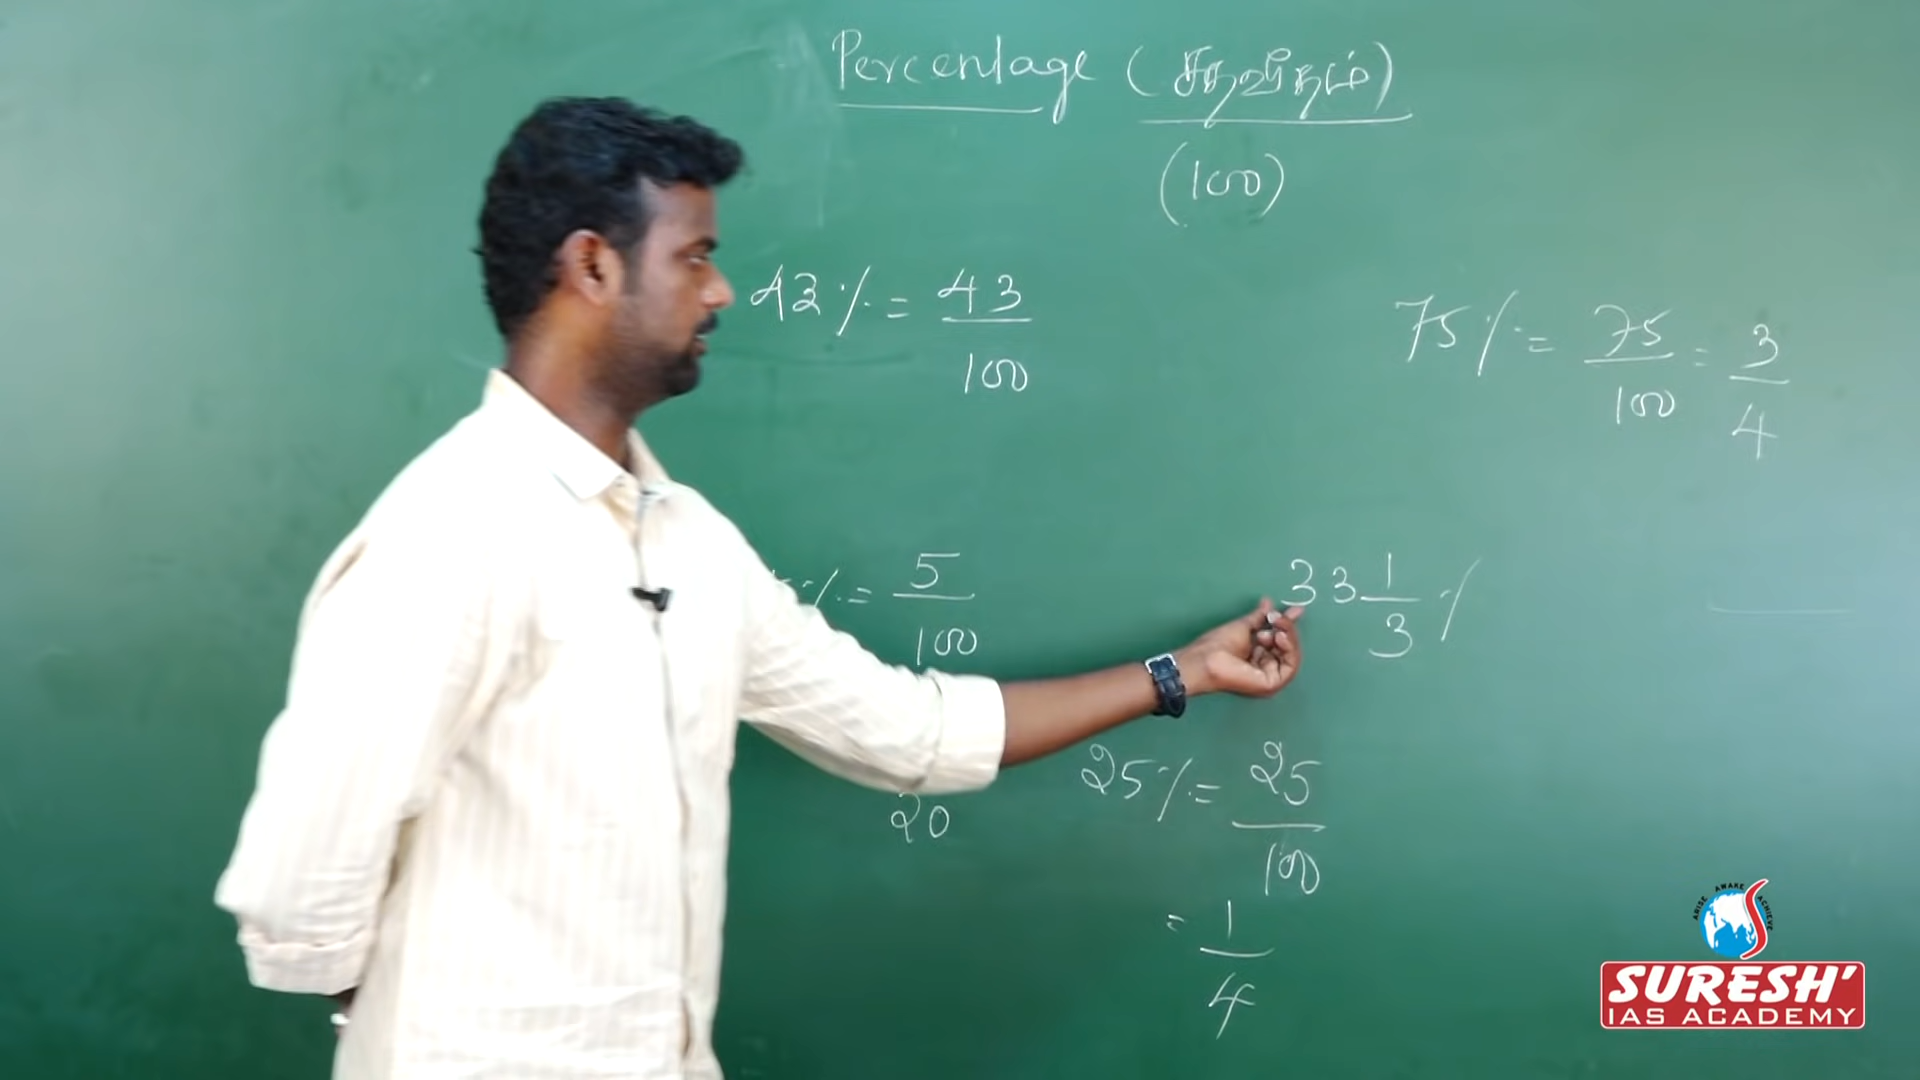 Percentage (சதவீதம்)
(100)
43 % = 43/100
75 % = 75/100 = 3/4
% = 5/100
33 1/3 %
20
25 % = 25/100
= 1/4
ARISE AWAKE ACHIEVE
SURESH'
IAS ACADEMY